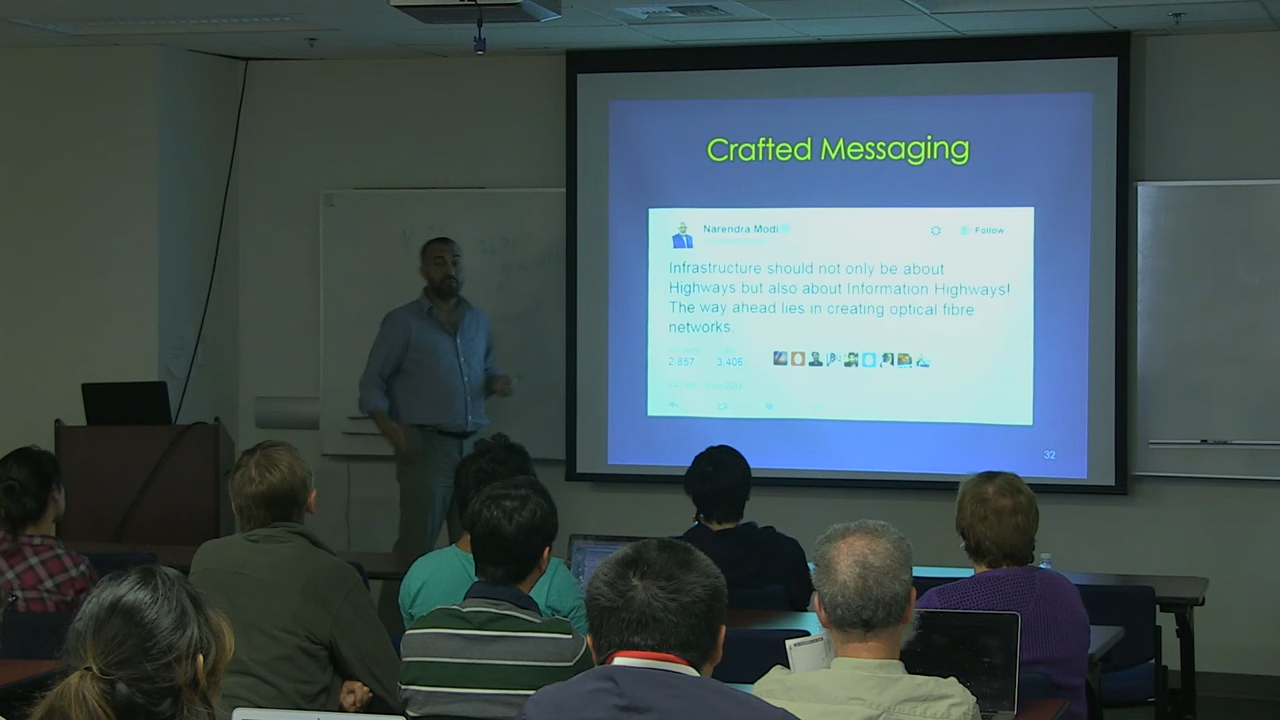 Crafted Messaging
Narendra Modi
Follow
Infrastructure should not only be about
Highways but also about Information Highways!
The way ahead lies in creating optical fibre
networks.
2,857 3,406
32